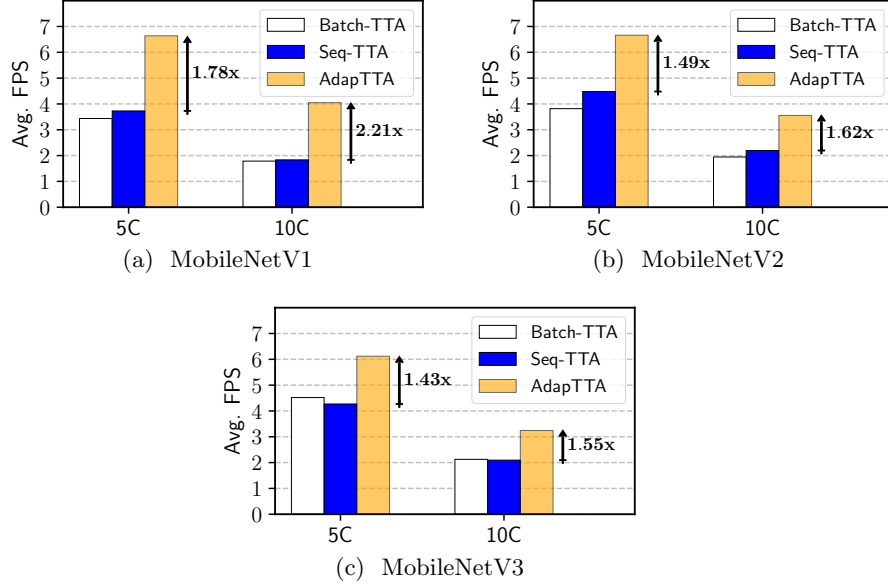 7
6
5
4
3
2
1
0
Avg. FPS
Batch-TTA
Seq-TTA
AdapTTA
1.78x
2.21x
5C
10C
(a) MobileNetV1
7
6
5
4
3
2
1
0
Avg. FPS
Batch-TTA
Seq-TTA
AdapTTA
1.49x
1.62x
5C
10C
(b) MobileNetV2
7
6
5
4
3
2
1
0
Avg. FPS
Batch-TTA
Seq-TTA
AdapTTA
1.43x
1.55x
5C
10C
(c) MobileNetV3